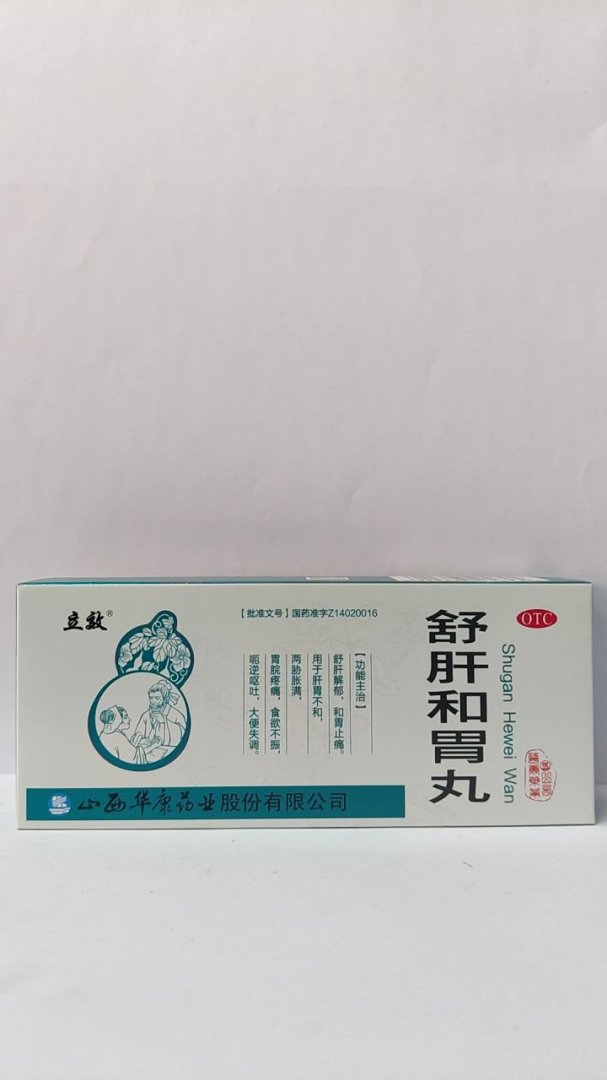 立效®
【批准文号】国药准字Z14020016
【功能主治】
舒肝解郁，和胃止痛。
用于肝胃不和，
两胁胀满，
胃脘疼痛，食欲不振，
呃逆呕吐，大便失调。
舒肝和胃丸
Shugan Hewei Wan
OTC
山西华康药业股份有限公司